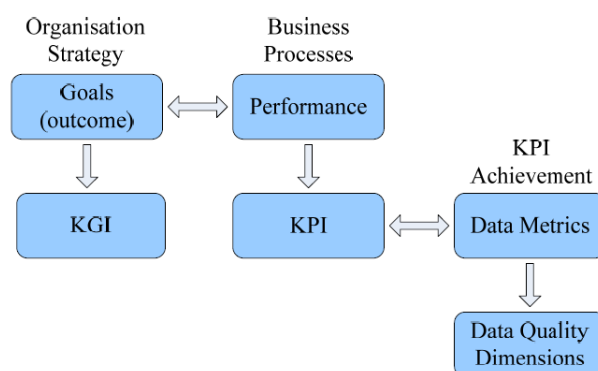 Organisation
Strategy
Business
Processes
Goals
(outcome)
Performance
KPI
Achievement
KGI
KPI
Data Metrics
Data Quality
Dimensions